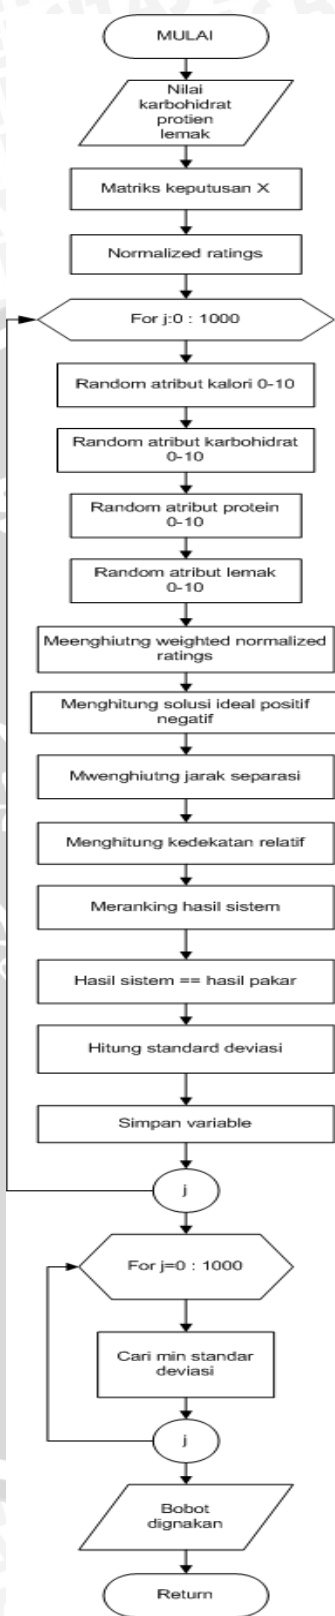 MULAI
Nilai
karbohidrat
protien
lemak
Matriks keputusan X
Normalized ratings
For j:0 : 1000
Random atribut kalori 0-10
Random atribut karbohidrat
0-10
Random atribut protein
0-10
Random atribut lemak
0-10
Meenghiutng weighted normalized
ratings
Menghitung solusi ideal positif
negatif
Mwenghiutng jarak separasi
Menghitung kedekatan relatif
Meranking hasil sistem
Hasil sistem == hasil pakar
Hitung standard deviasi
Simpan variable
j
For j=0 : 1000
Cari min standar
deviasi
j
Bobot
dignakan
Return